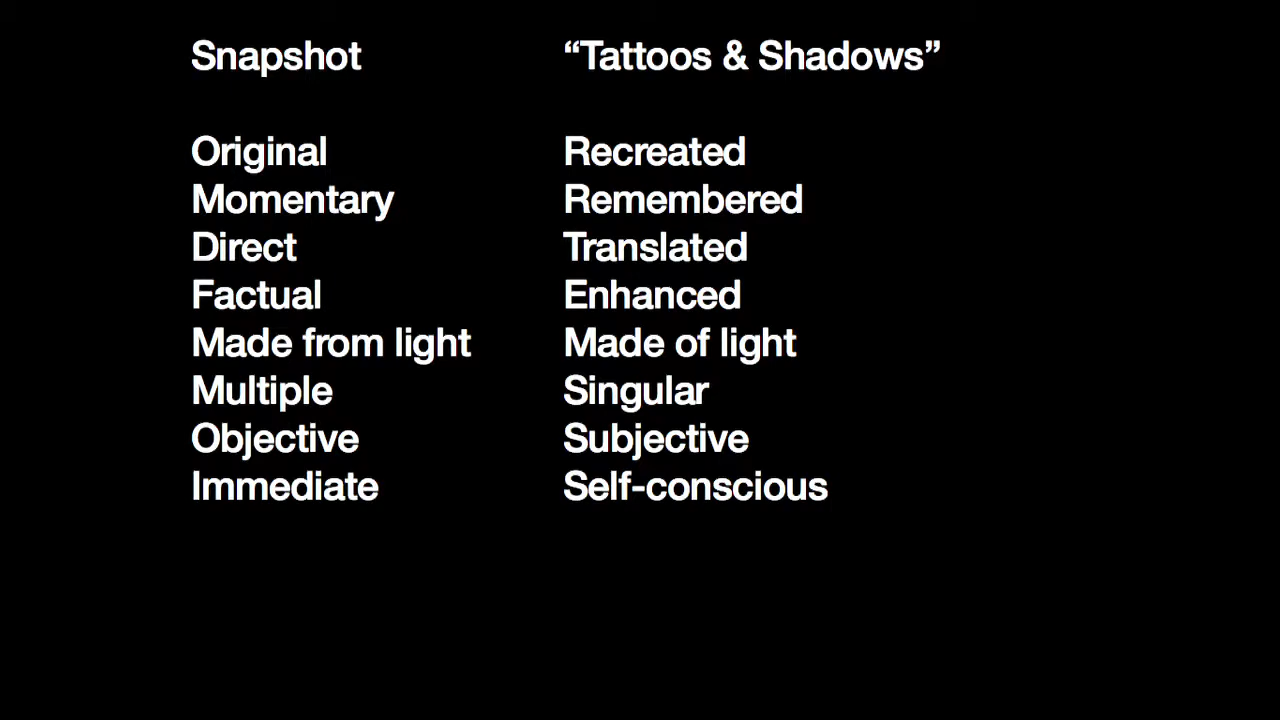 Snapshot “Tattoos & Shadows”
Original Recreated
Momentary Remembered
Direct Translated
Factual Enhanced
Made from light Made of light
Multiple Singular
Objective Subjective
Immediate Self-conscious